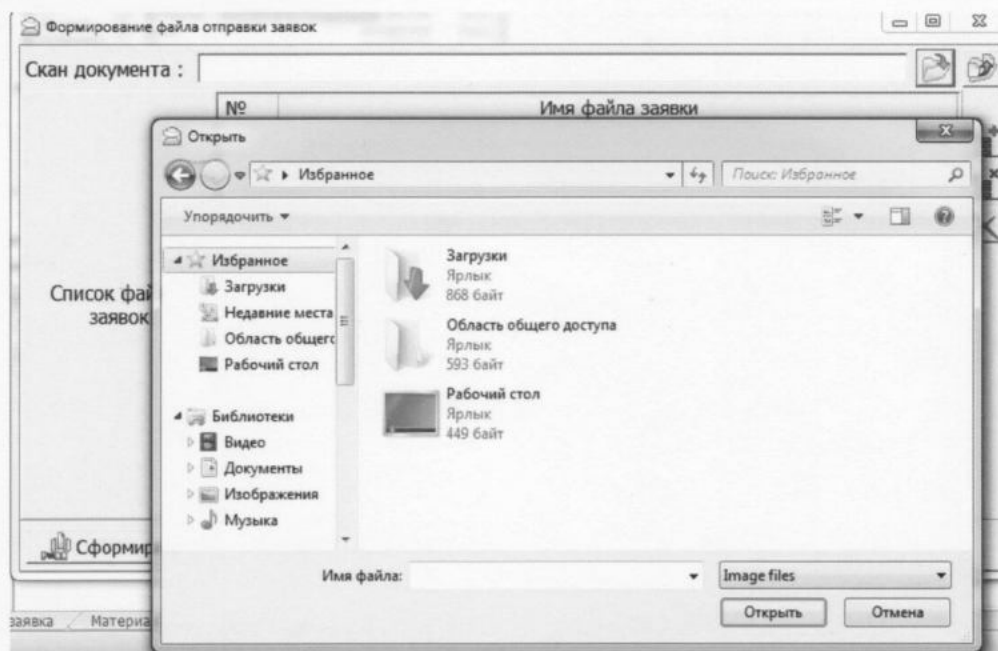 Формирование файла отправки заявок
Скан документа :
№ Имя файла заявки
Открыть
Избранное
Поиск: Избранное
Упорядочить
Избранное
Загрузки
Недавние места
Область общего
Рабочий стол
Библиотеки
Видео
Документы
Изображения
Музыка
Загрузки
Ярлык
868 байт
Область общего доступа
Ярлык
593 байт
Рабочий стол
Ярлык
449 байт
Список фай
заявок
Сформир
Имя файла:
Image files
Открыть Отмена
заявка Материа